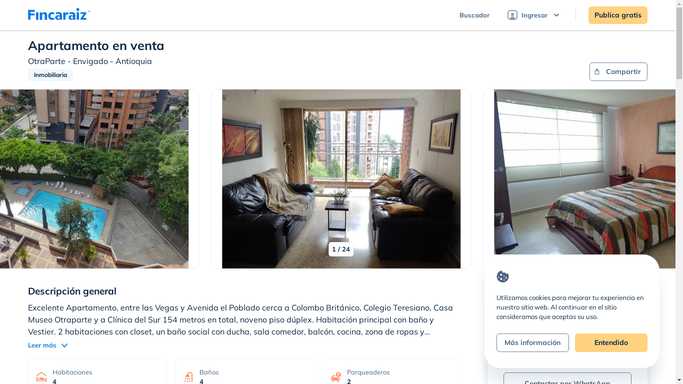 Fincaraiz
Buscador
Ingresar
Publica gratis
Apartamento en venta
OtraParte - Envigado - Antioquia
Inmobiliaria
Compartir
1 / 24
Descripción general
Excelente Apartamento, entre las Vegas y Avenida el Poblado cerca a Colombo Británico, Colegio Teresiano, Casa
Museo Otraparte y a Clínica del Sur 154 metros en total, noveno piso dúplex. Habitación principal con baño y
Vestier. 2 habitaciones con closet, un baño social con ducha, sala comedor, balcón, cocina, zona de ropas y...
Leer más
Habitaciones
4
Baños
4
Parqueaderos
2
Utilizamos cookies para mejorar tu experiencia en
nuestro sitio web. Al continuar en el sitio
consideramos que aceptas su uso.
Más información
Entendido
Contactar por WhatsApp